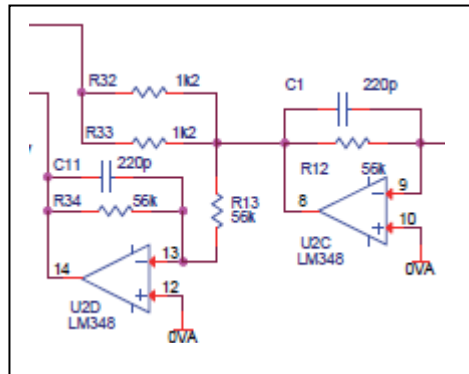 R32 1k2
C1 220p
R33 1k2
C11 220p
R34 56k
R13 56k
R12 56k
8 9
10
U2C
LM348
0VA
14 13
12
U2D
LM348
0VA